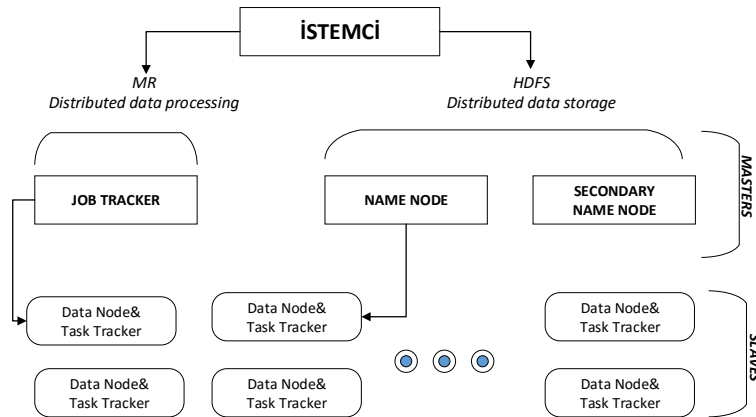 İSTEMCİ
MR
Distributed data processing
HDFS
Distributed data storage
JOB TRACKER
NAME NODE
SECONDARY
NAME NODE
MASTERS
Data Node&
Task Tracker
Data Node&
Task Tracker
Data Node&
Task Tracker
Data Node&
Task Tracker
Data Node&
Task Tracker
Data Node&
Task Tracker
SLAVES